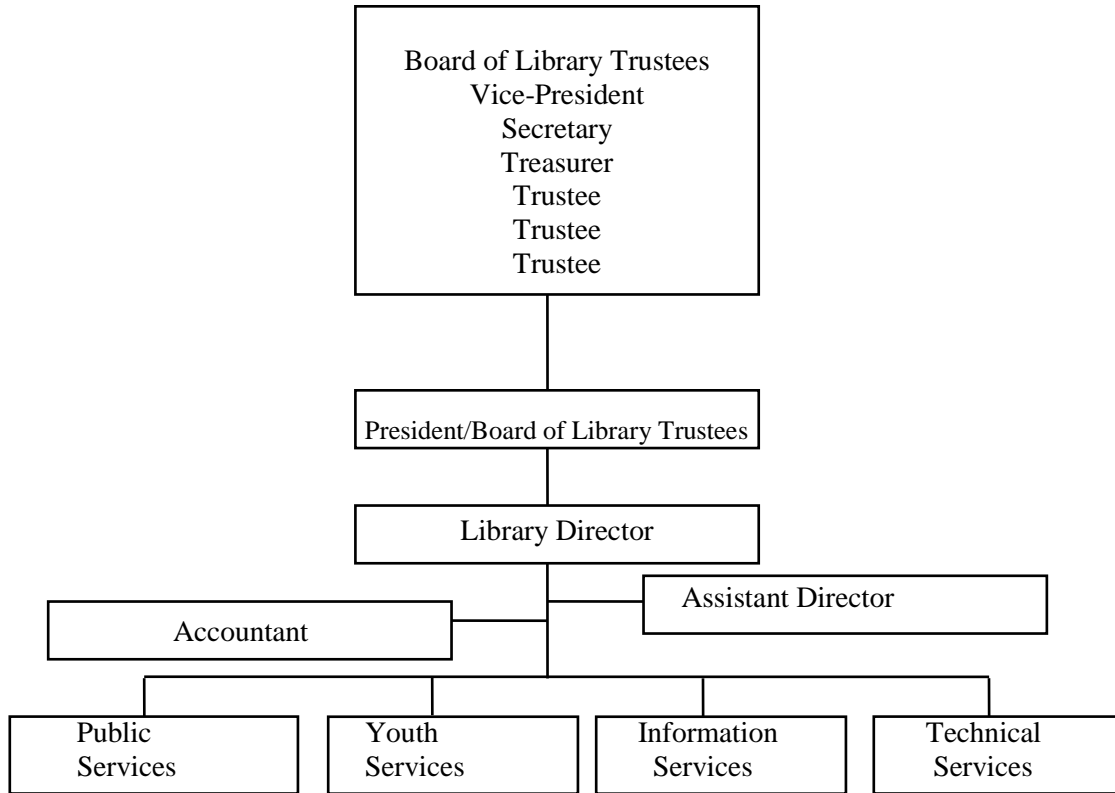 Board of Library Trustees
Vice-President
Secretary
Treasurer
Trustee
Trustee
Trustee
President/Board of Library Trustees
Library Director
Assistant Director
Accountant
Public
Services
Youth
Services
Information
Services
Technical
Services